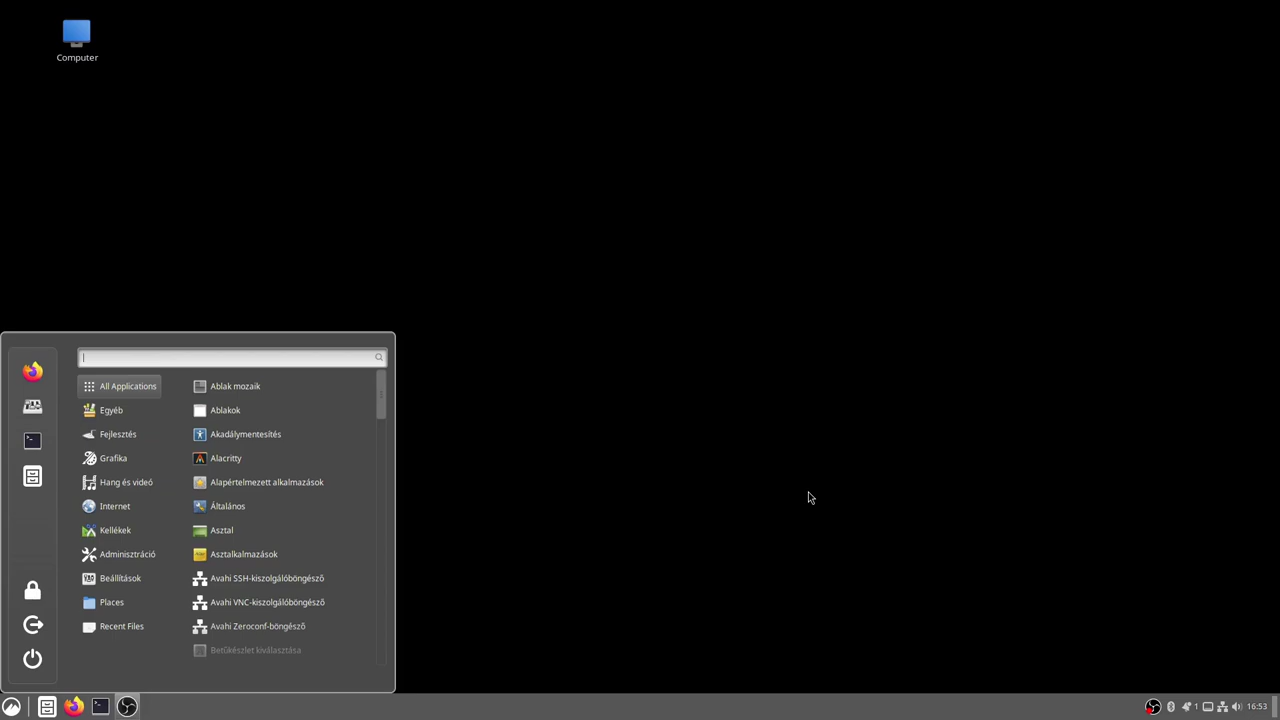 Computer
All Applications
Egyéb
Fejlesztés
Grafika
Hang és videó
Internet
Kellékek
Adminisztráció
Beállítások
Places
Recent Files
Ablak mozaik
Ablakok
Akadálymentesítés
Alacritty
Alapértelmezett alkalmazások
Általános
Asztal
Asztalkalmazások
Avahi SSH-kiszolgálóböngésző
Avahi VNC-kiszolgálóböngésző
Avahi Zeroconf-böngésző
Betűkészlet kiválasztása
1
16:53